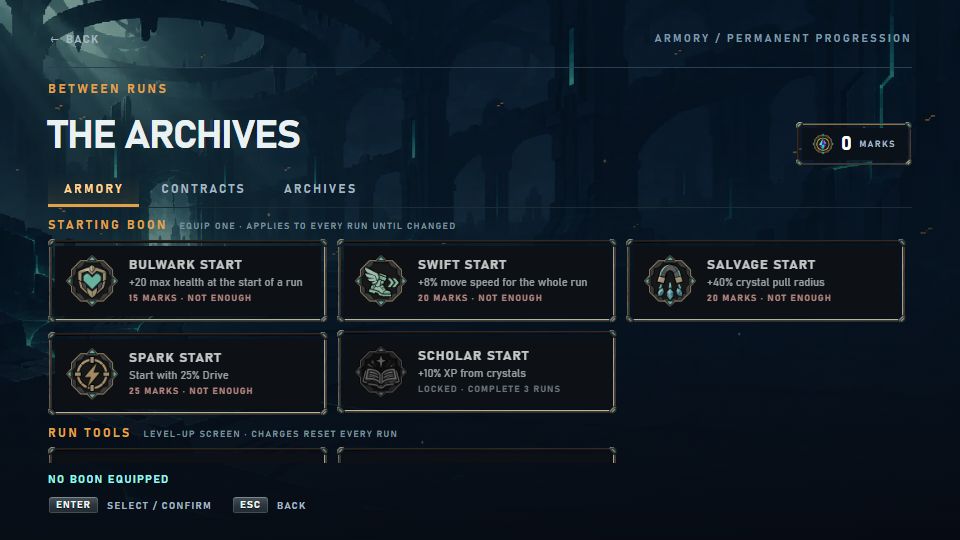 ← BACK
ARMORY / PERMANENT PROGRESSION
BETWEEN RUNS
THE ARCHIVES
0 MARKS
ARMORY CONTRACTS ARCHIVES
STARTING BOON EQUIP ONE · APPLIES TO EVERY RUN UNTIL CHANGED
BULWARK START
+20 max health at the start of a run
15 MARKS · NOT ENOUGH
SWIFT START
+8% move speed for the whole run
20 MARKS · NOT ENOUGH
SALVAGE START
+40% crystal pull radius
20 MARKS · NOT ENOUGH
SPARK START
Start with 25% Drive
25 MARKS · NOT ENOUGH
SCHOLAR START
+10% XP from crystals
LOCKED · COMPLETE 3 RUNS
RUN TOOLS LEVEL-UP SCREEN · CHARGES RESET EVERY RUN
NO BOON EQUIPPED
ENTER SELECT / CONFIRM ESC BACK